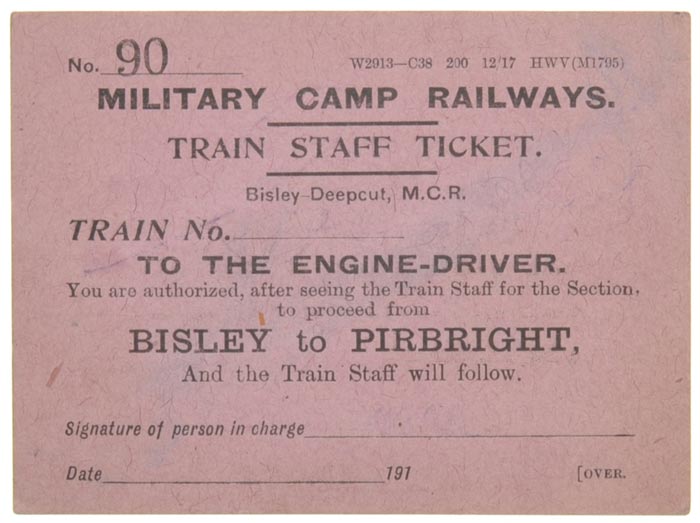 No. 90 W2913—C38 200 12/17 HWV(M1795)
MILITARY CAMP RAILWAYS.
TRAIN STAFF TICKET.
Bisley-Deepcut, M.C.R.
TRAIN No.
TO THE ENGINE-DRIVER.
You are authorized, after seeing the Train Staff for the Section,
to proceed from
BISLEY to PIRBRIGHT,
And the Train Staff will follow.
Signature of person in charge
Date 191 [OVER.